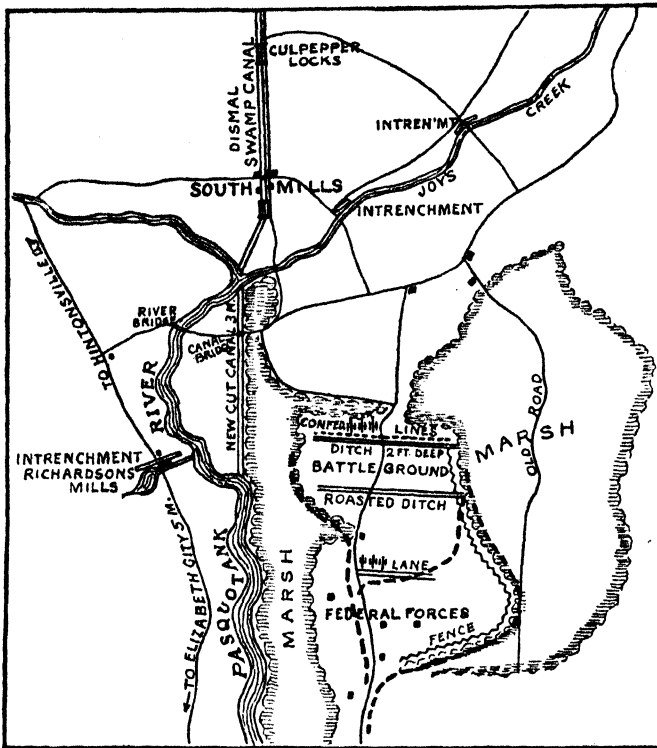 CULPEPPER
LOCKS
DISMAL
SWAMP CANAL
INTREN'MT
CREEK
JOYS
SOUTH MILLS
INTRENCHMENT
TO HINTONSVILLE
RIVER
BRIDGE
CANAL
BRIDGE
NEW CUT CANAL
RIVER
CONFED. LINES
DITCH 2 FT. DEEP
BATTLE GROUND
ROASTED DITCH
MARSH
OLD ROAD
INTRENCHMENT
RICHARDSONS
MILLS
LANE
FEDERAL FORCES
FENCE
MARSH
PASQUOTANK
TO ELIZABETH CITY 5 M.